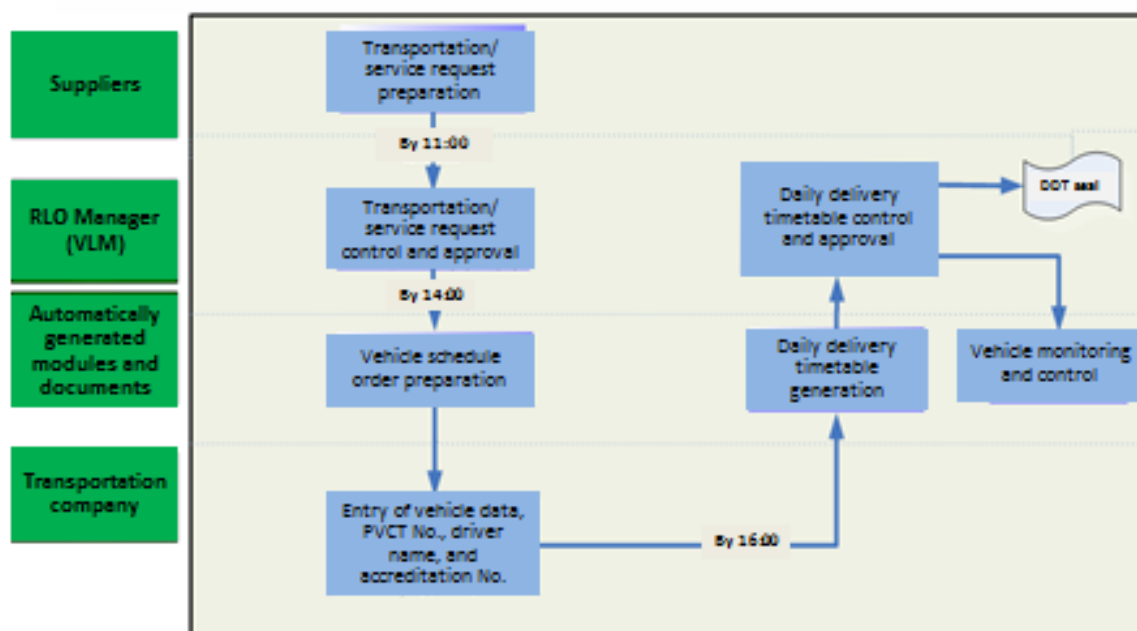 Suppliers
Transportation/
service request
preparation
By 11:00
RLO Manager
(VLM)
Transportation/
service request
control and approval
Daily delivery
timetable control
and approval
DDT seal
By 14:00
Automatically
generated
modules and
documents
Vehicle schedule
order preparation
Daily delivery
timetable
generation
Vehicle monitoring
and control
Transportation
company
Entry of vehicle data,
PVCT No., driver
name, and
accreditation No.
By 16:00